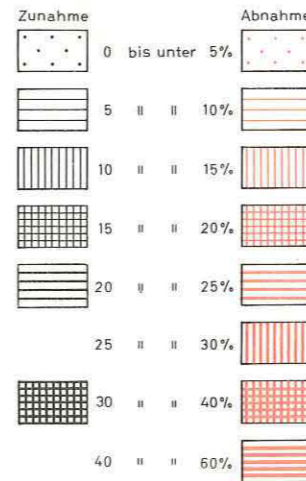 Zunahme Abnahme
0 bis unter 5%
5 " " 10%
10 " " 15%
15 " " 20%
20 " " 25%
25 " " 30%
30 " " 40%
40 " " 60%